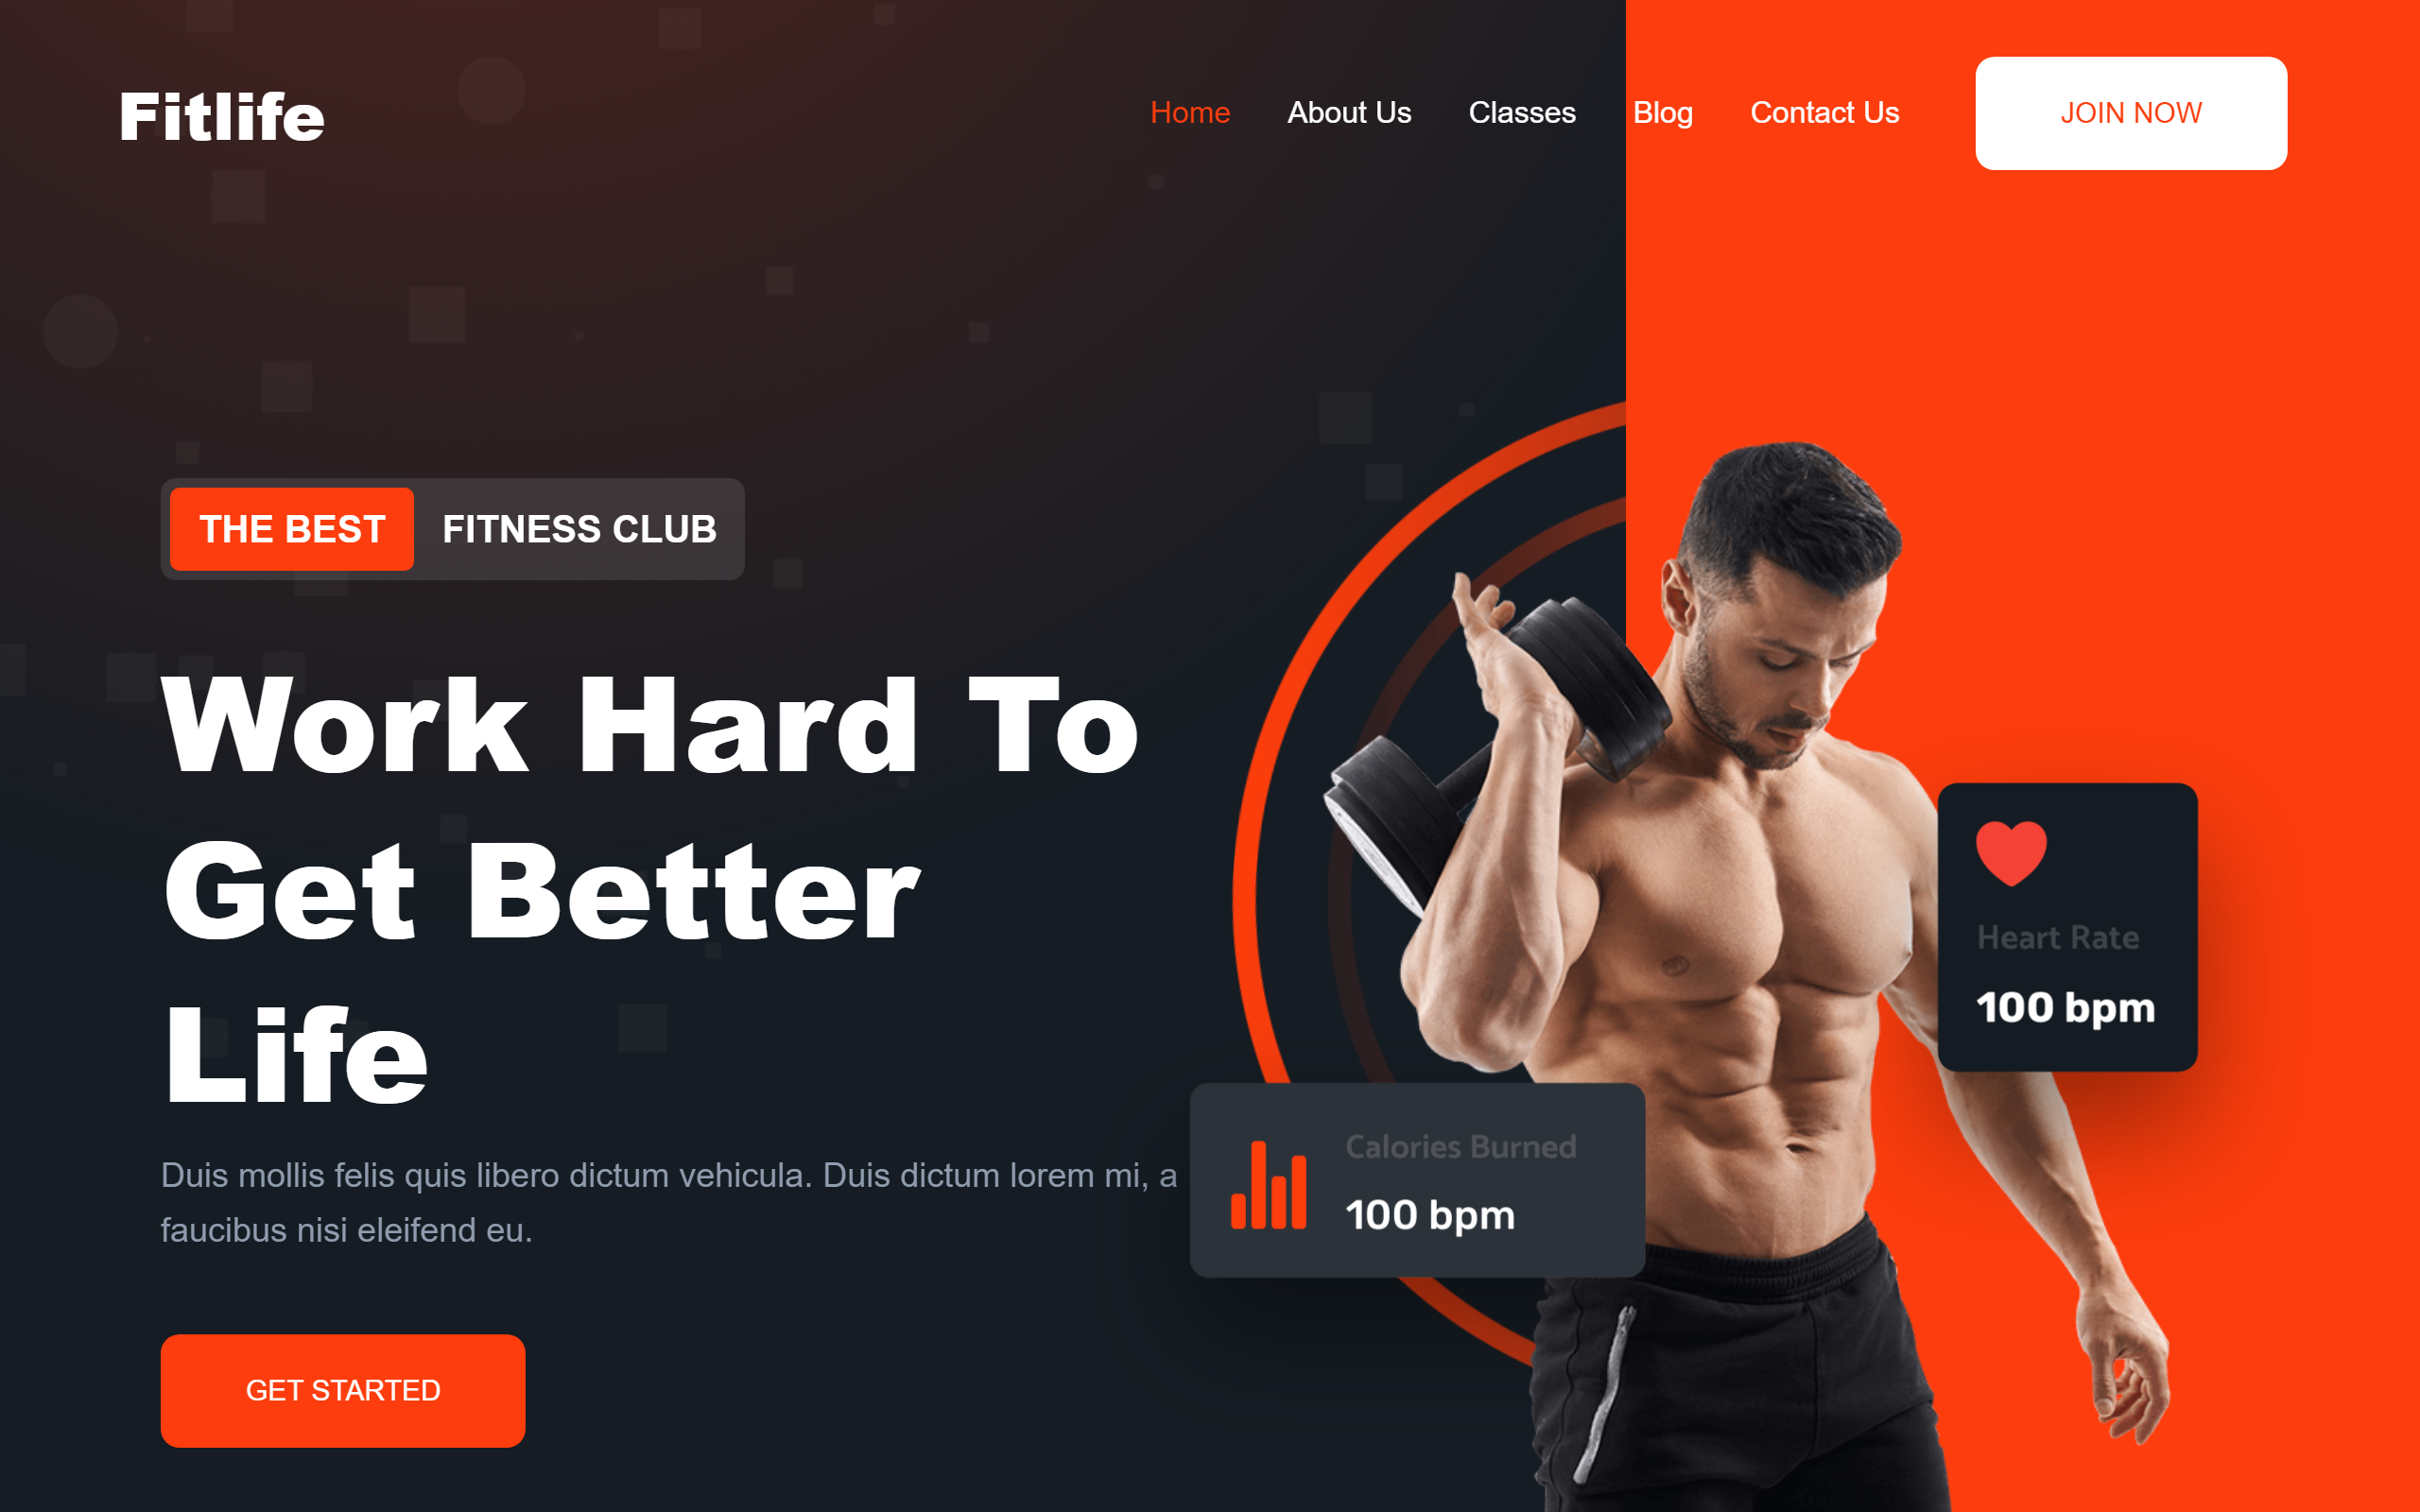 Fitlife
Home About Us Classes Blog Contact Us JOIN NOW
THE BEST FITNESS CLUB
Work Hard To
Get Better
Life
Duis mollis felis quis libero dictum vehicula. Duis dictum lorem mi, a
faucibus nisi eleifend eu.
GET STARTED
Heart Rate
100 bpm
Calories Burned
100 bpm